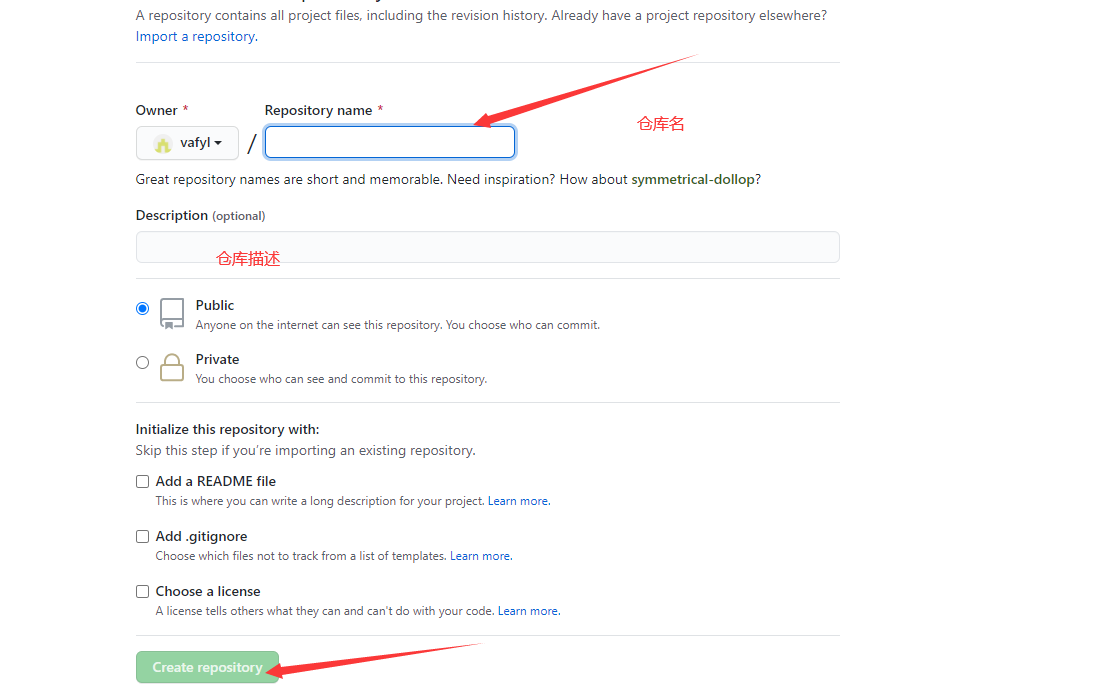 A repository contains all project files, including the revision history. Already have a project repository elsewhere?
Import a repository.
Owner * Repository name *
仓库名
vafyl /
Great repository names are short and memorable. Need inspiration? How about symmetrical-dollop?
Description (optional)
仓库描述
Public
Anyone on the internet can see this repository. You choose who can commit.
Private
You choose who can see and commit to this repository.
Initialize this repository with:
Skip this step if you're importing an existing repository.
Add a README file
This is where you can write a long description for your project. Learn more.
Add .gitignore
Choose which files not to track from a list of templates. Learn more.
Choose a license
A license tells others what they can and can't do with your code. Learn more.
Create repository